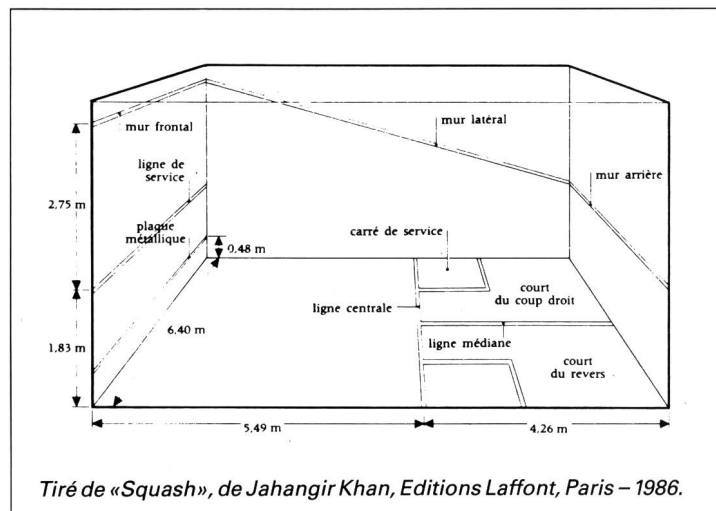 mur frontal
mur latéral
ligne de
service
mur arrière
2.75 m
plaque
métallique
carré de service
0.48 m
court
du coup droit
ligne centrale
6.40 m
1.83 m
ligne médiane
court
du revers
5.49 m
4.26 m
Tiré de «Squash», de Jahangir Khan, Editions Laffont, Paris – 1986.